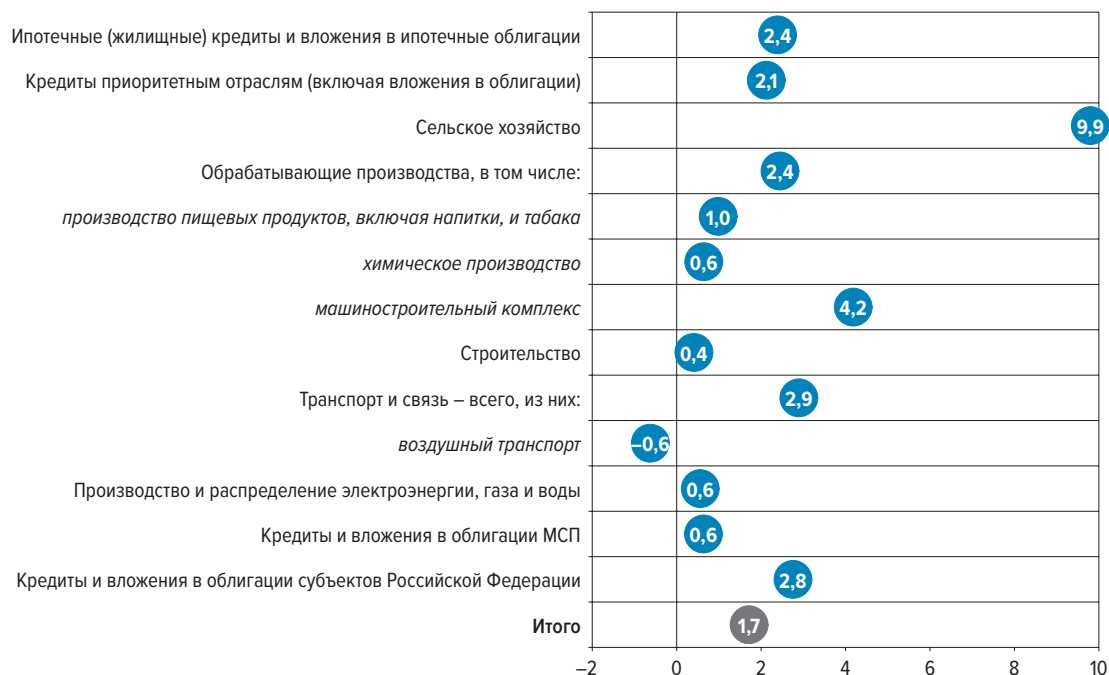 Ипотечные (жилищные) кредиты и вложения в ипотечные облигации 2,4
Кредиты приоритетным отраслям (включая вложения в облигации) 2,1
Сельское хозяйство 9,9
Обрабатывающие производства, в том числе: 2,4
производство пищевых продуктов, включая напитки, и табака 1,0
химическое производство 0,6
машиностроительный комплекс 4,2
Строительство 0,4
Транспорт и связь – всего, из них: 2,9
воздушный транспорт –0,6
Производство и распределение электроэнергии, газа и воды 0,6
Кредиты и вложения в облигации МСП 0,6
Кредиты и вложения в облигации субъектов Российской Федерации 2,8
Итого 1,7
–2 0 2 4 6 8 10